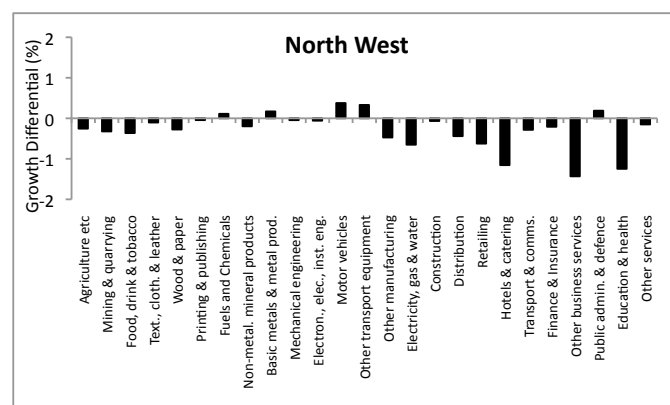 North West
Growth Differential (%)
2
1
0
-1
-2
Agriculture etc
Mining & quarrying
Food, drink & tobacco
Text., cloth. & leather
Wood & paper
Printing & publishing
Fuels and Chemicals
Non-metal. mineral products
Basic metals & metal prod.
Mechanical engineering
Electron., elec., inst. eng.
Motor vehicles
Other transport equipment
Other manufacturing
Electricity, gas & water
Construction
Distribution
Retailing
Hotels & catering
Transport & comms.
Finance & Insurance
Other business services
Public admin. & defence
Education & health
Other services